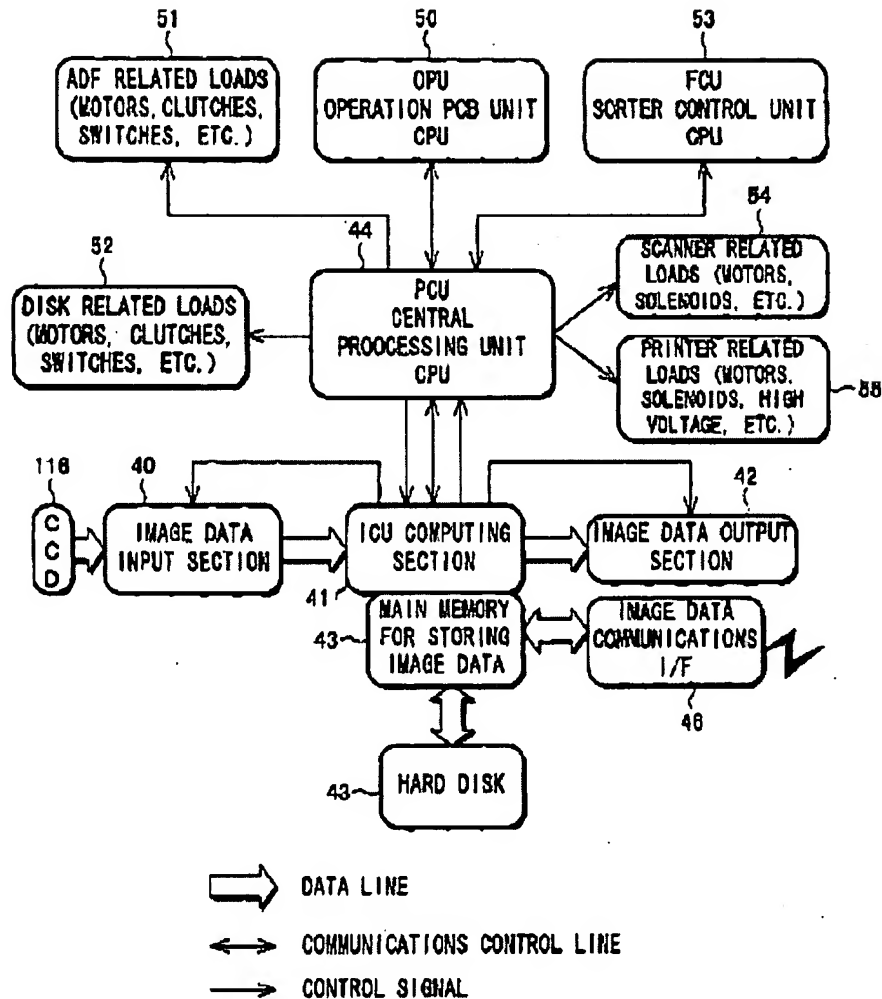 51
50
53
ADF RELATED LOADS
(MOTORS, CLUTCHES,
SWITCHES, ETC.)
OPU
OPERATION PCB UNIT
CPU
FCU
SORTER CONTROL UNIT
CPU
52
44
54
DISK RELATED LOADS
(MOTORS, CLUTCHES,
SWITCHES, ETC.)
PCU
CENTRAL
PROOCESSING UNIT
CPU
SCANNER RELATED
LOADS (MOTORS,
SOLENOIDS, ETC.)
PRINTER RELATED
LOADS (MOTORS.
SOLENOIDS, HIGH
VOLTAGE, ETC.)
55
116
40
42
CCD
IMAGE DATA
INPUT SECTION
ICU COMPUTING
SECTION
41
IMAGE DATA OUTPUT
SECTION
43
MAIN MEMORY
FOR STORING
IMAGE DATA
IMAGE DATA
COMMUNICATIONS
I/F
46
43
HARD DISK
DATA LINE
COMMUNICATIONS CONTROL LINE
CONTROL SIGNAL